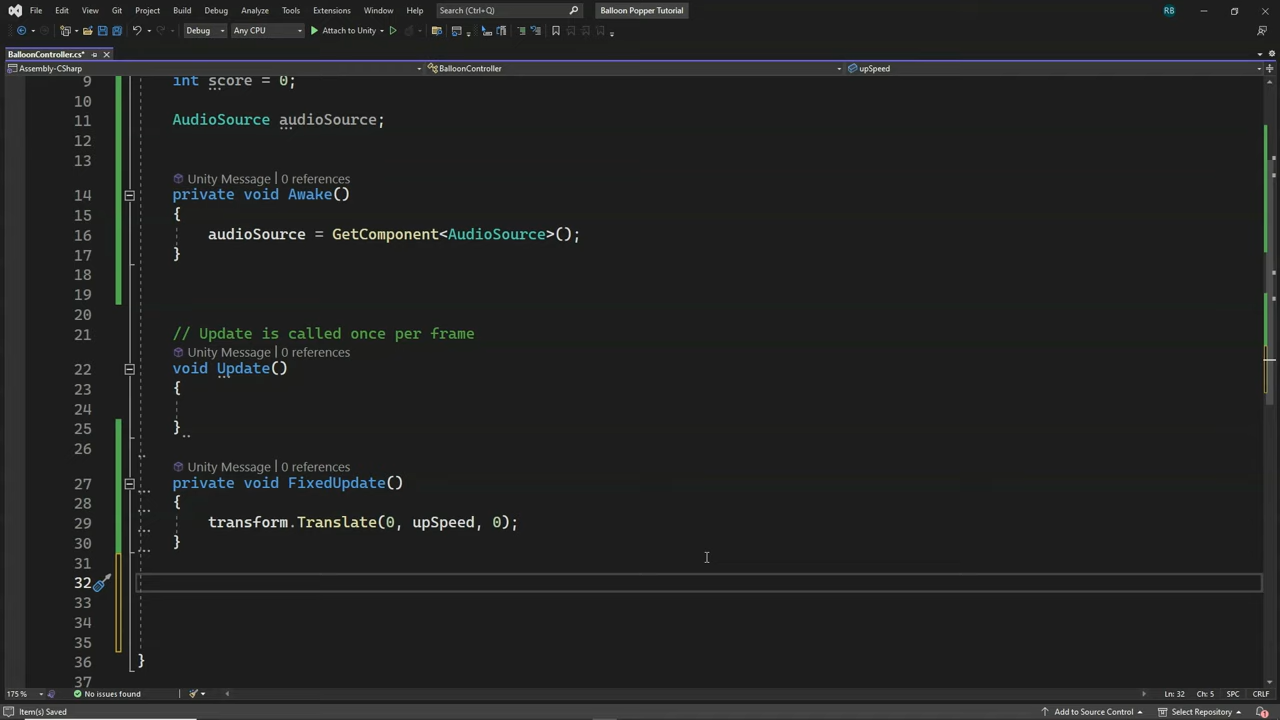 File Edit View Git Project Build Debug Analyze Tools Extensions Window Help Search (Ctrl+Q) Balloon Popper Tutorial RB
Debug Any CPU Attach to Unity
BalloonController.cs*
Assembly-CSharp BalloonController upSpeed
9 int score = 0;
10
11 AudioSource audioSource;
12
13
Unity Message | 0 references
14 private void Awake()
15 {
16 audioSource = GetComponent<AudioSource>();
17 }
18
19
20
21 // Update is called once per frame
Unity Message | 0 references
22 void Update()
23 {
24
25 }
26
Unity Message | 0 references
27 private void FixedUpdate()
28 {
29 transform.Translate(0, upSpeed, 0);
30 }
31
32
33
34
35
36 }
37
175 % No issues found Ln: 32 Ch: 5 SPC CRLF
Item(s) Saved Add to Source Control Select Repository 1